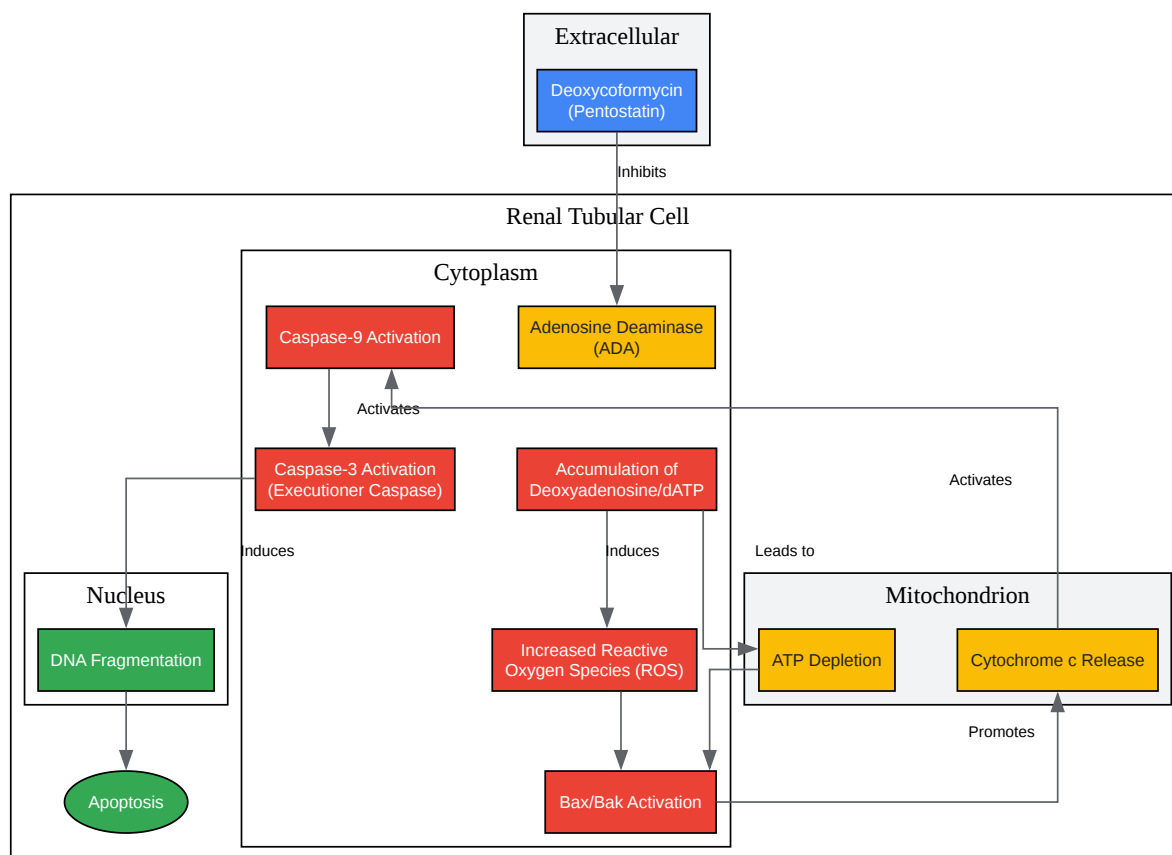 Extracellular
Deoxycoformycin
(Pentostatin)
Inhibits
Renal Tubular Cell
Cytoplasm
Caspase-9 Activation
Adenosine Deaminase
(ADA)
Activates
Caspase-3 Activation
(Executioner Caspase)
Accumulation of
Deoxyadenosine/dATP
Activates
Induces
Induces
Leads to
Nucleus
Mitochondrion
DNA Fragmentation
Increased Reactive
Oxygen Species (ROS)
ATP Depletion
Cytochrome c Release
Promotes
Apoptosis
Bax/Bak Activation